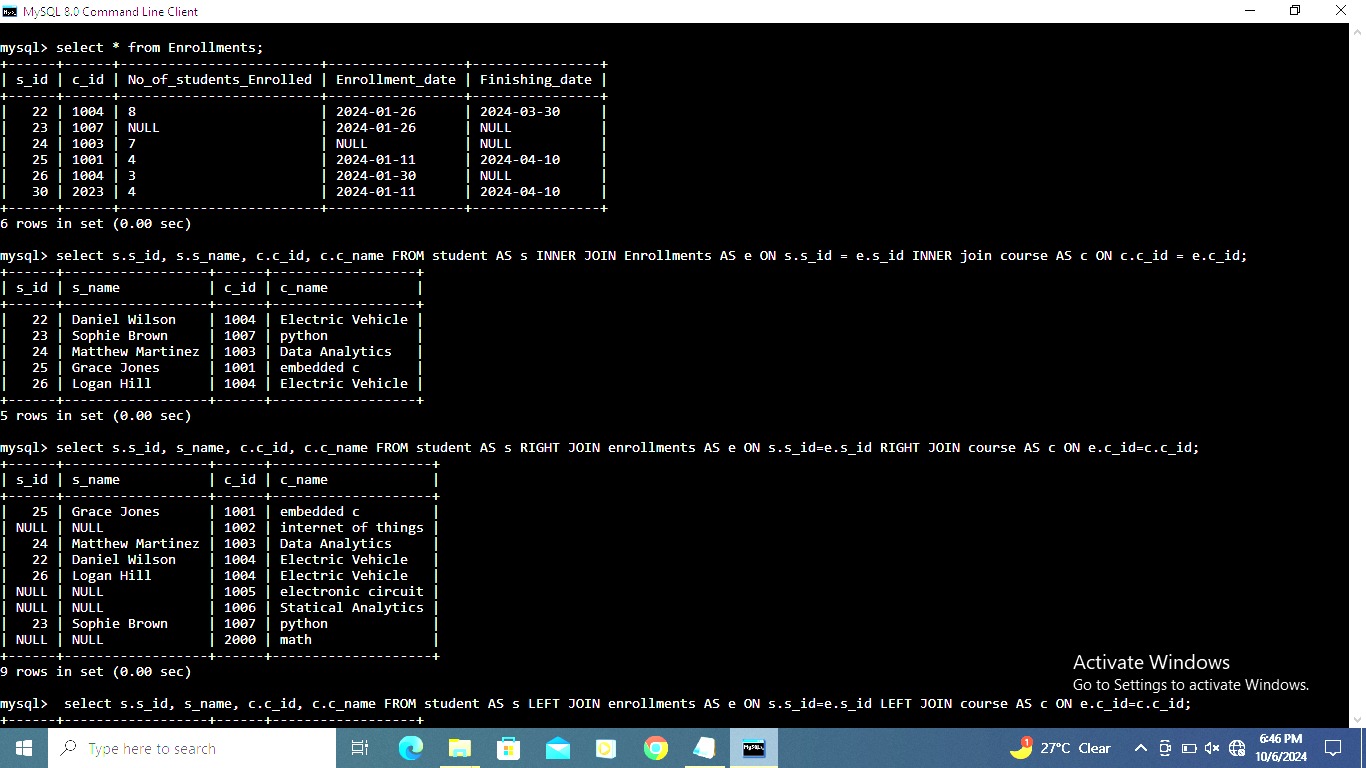 MySQL 8.0 Command Line Client
mysql> select * from Enrollments;
+------+------+------------------------+-----------------+----------------+
| s_id | c_id | No_of_students_Enrolled | Enrollment_date | Finishing_date |
+------+------+------------------------+-----------------+----------------+
| 22 | 1004 | 8 | 2024-01-26 | 2024-03-30 |
| 23 | 1007 | NULL | 2024-01-26 | NULL |
| 24 | 1003 | 7 | NULL | NULL |
| 25 | 1001 | 4 | 2024-01-11 | 2024-04-10 |
| 26 | 1004 | 3 | 2024-01-30 | NULL |
| 30 | 2023 | 4 | 2024-01-11 | 2024-04-10 |
+------+------+------------------------+-----------------+----------------+
6 rows in set (0.00 sec)
mysql> select s.s_id, s.s_name, c.c_id, c.c_name FROM student AS s INNER JOIN Enrollments AS e ON s.s_id = e.s_id INNER join course AS c ON c.c_id = e.c_id;
+------+-----------------+------+------------------+
| s_id | s_name | c_id | c_name |
+------+-----------------+------+------------------+
| 22 | Daniel Wilson | 1004 | Electric Vehicle |
| 23 | Sophie Brown | 1007 | python |
| 24 | Matthew Martinez | 1003 | Data Analytics |
| 25 | Grace Jones | 1001 | embedded c |
| 26 | Logan Hill | 1004 | Electric Vehicle |
+------+-----------------+------+------------------+
5 rows in set (0.00 sec)
mysql> select s.s_id, s_name, c.c_id, c.c_name FROM student AS s RIGHT JOIN enrollments AS e ON s.s_id=e.s_id RIGHT JOIN course AS c ON e.c_id=c.c_id;
+------+-----------------+------+--------------------+
| s_id | s_name | c_id | c_name |
+------+-----------------+------+--------------------+
| 25 | Grace Jones | 1001 | embedded c |
| NULL | NULL | 1002 | internet of things |
| 24 | Matthew Martinez | 1003 | Data Analytics |
| 22 | Daniel Wilson | 1004 | Electric Vehicle |
| 26 | Logan Hill | 1004 | Electric Vehicle |
| NULL | NULL | 1005 | electronic circuit |
| NULL | NULL | 1006 | Statical Analytics |
| 23 | Sophie Brown | 1007 | python |
| NULL | NULL | 2000 | math |
+------+-----------------+------+--------------------+
9 rows in set (0.00 sec)
mysql>  select s.s_id, s_name, c.c_id, c.c_name FROM student AS s LEFT JOIN enrollments AS e ON s.s_id=e.s_id LEFT JOIN course AS c ON e.c_id=c.c_id;
+------+-----------------+------+------------------+
Activate Windows
Go to Settings to activate Windows.
Type here to search
MySQL
1
27°C Clear
6:46 PM
10/6/2024